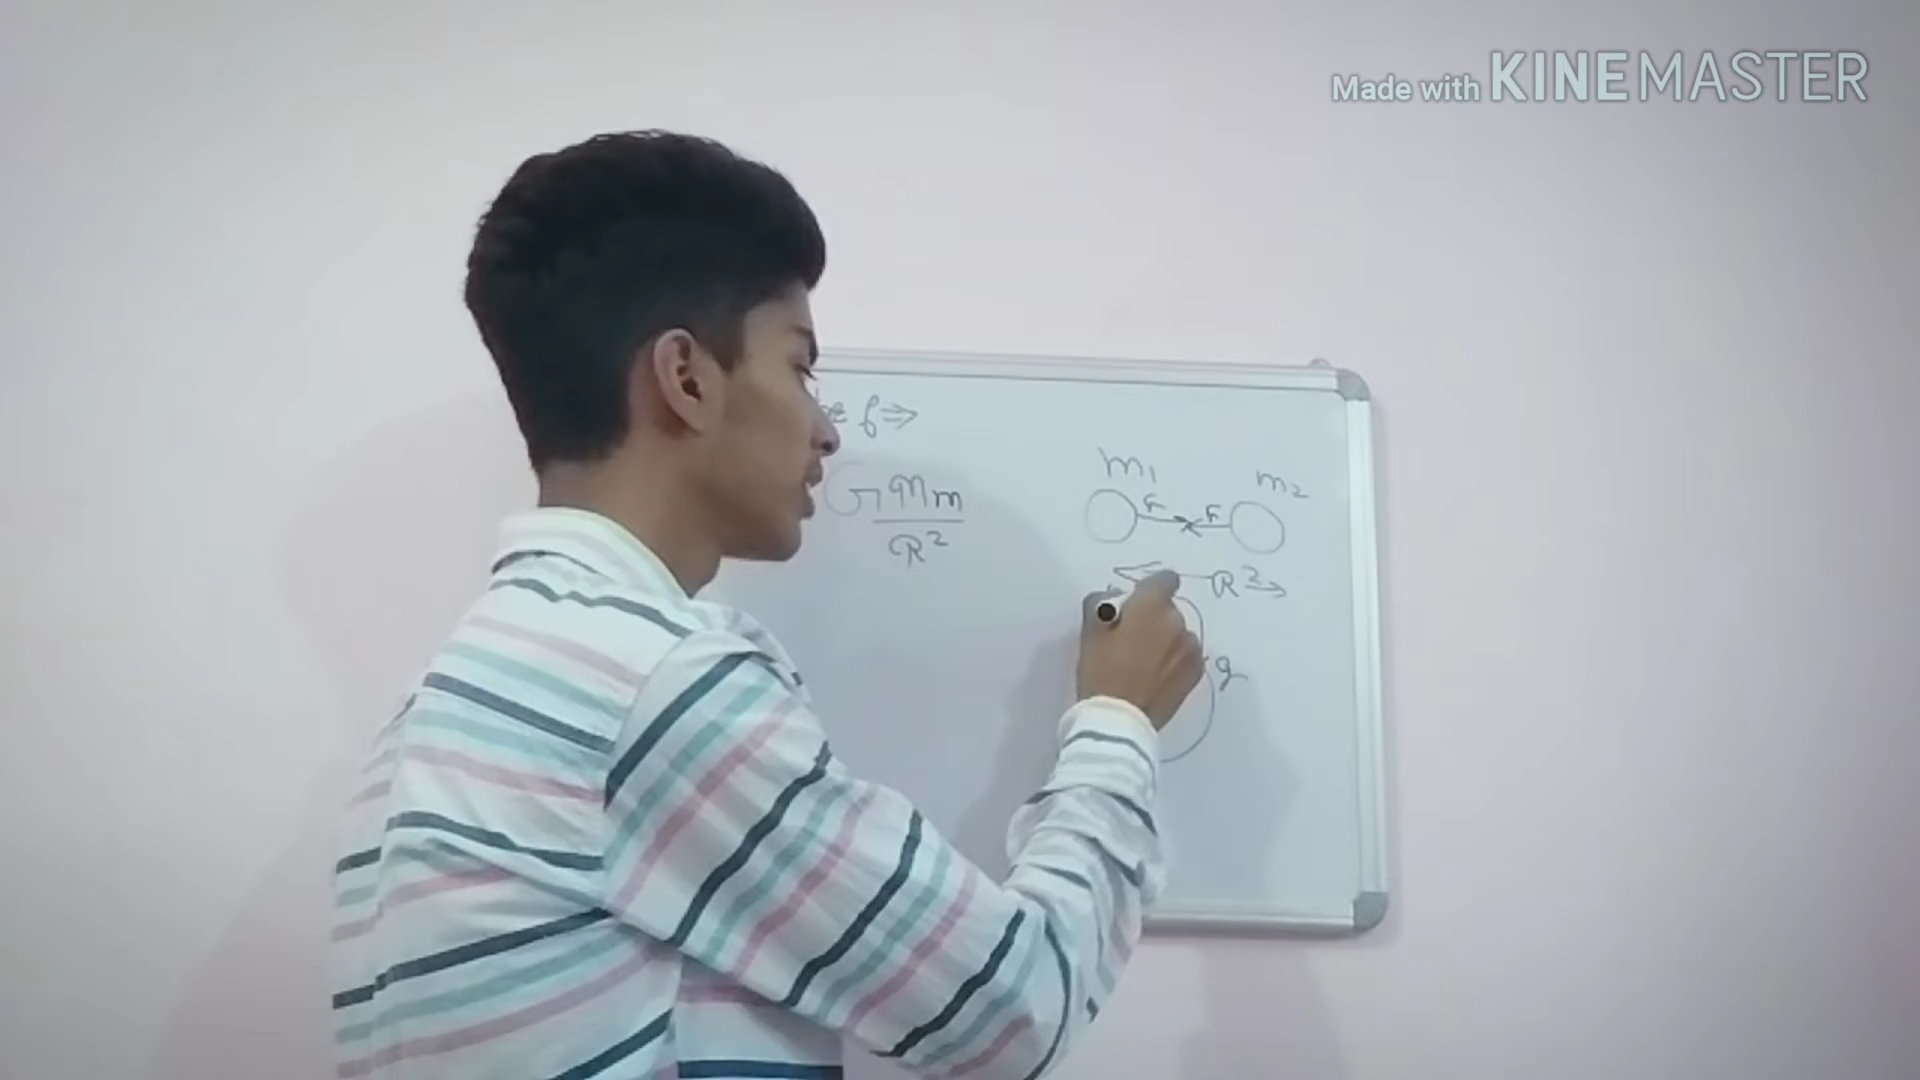 Made with KINEMASTER
f ⇒
G Mm
R²
m₁
m₂
F F
R²
g